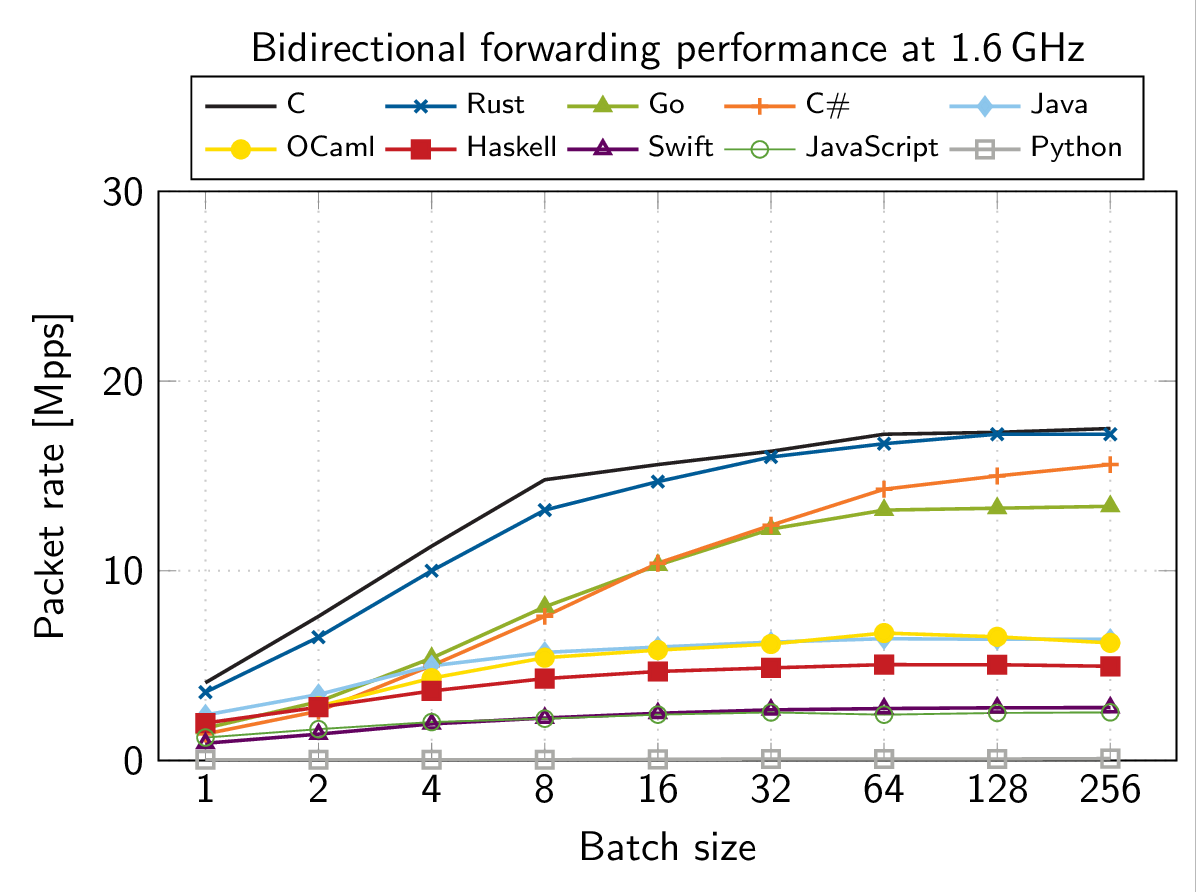 Bidirectional forwarding performance at 1.6 GHz
C Rust Go C# Java
OCaml Haskell Swift JavaScript Python
30
20
10
0
Packet rate [Mpps]
1 2 4 8 16 32 64 128 256
Batch size